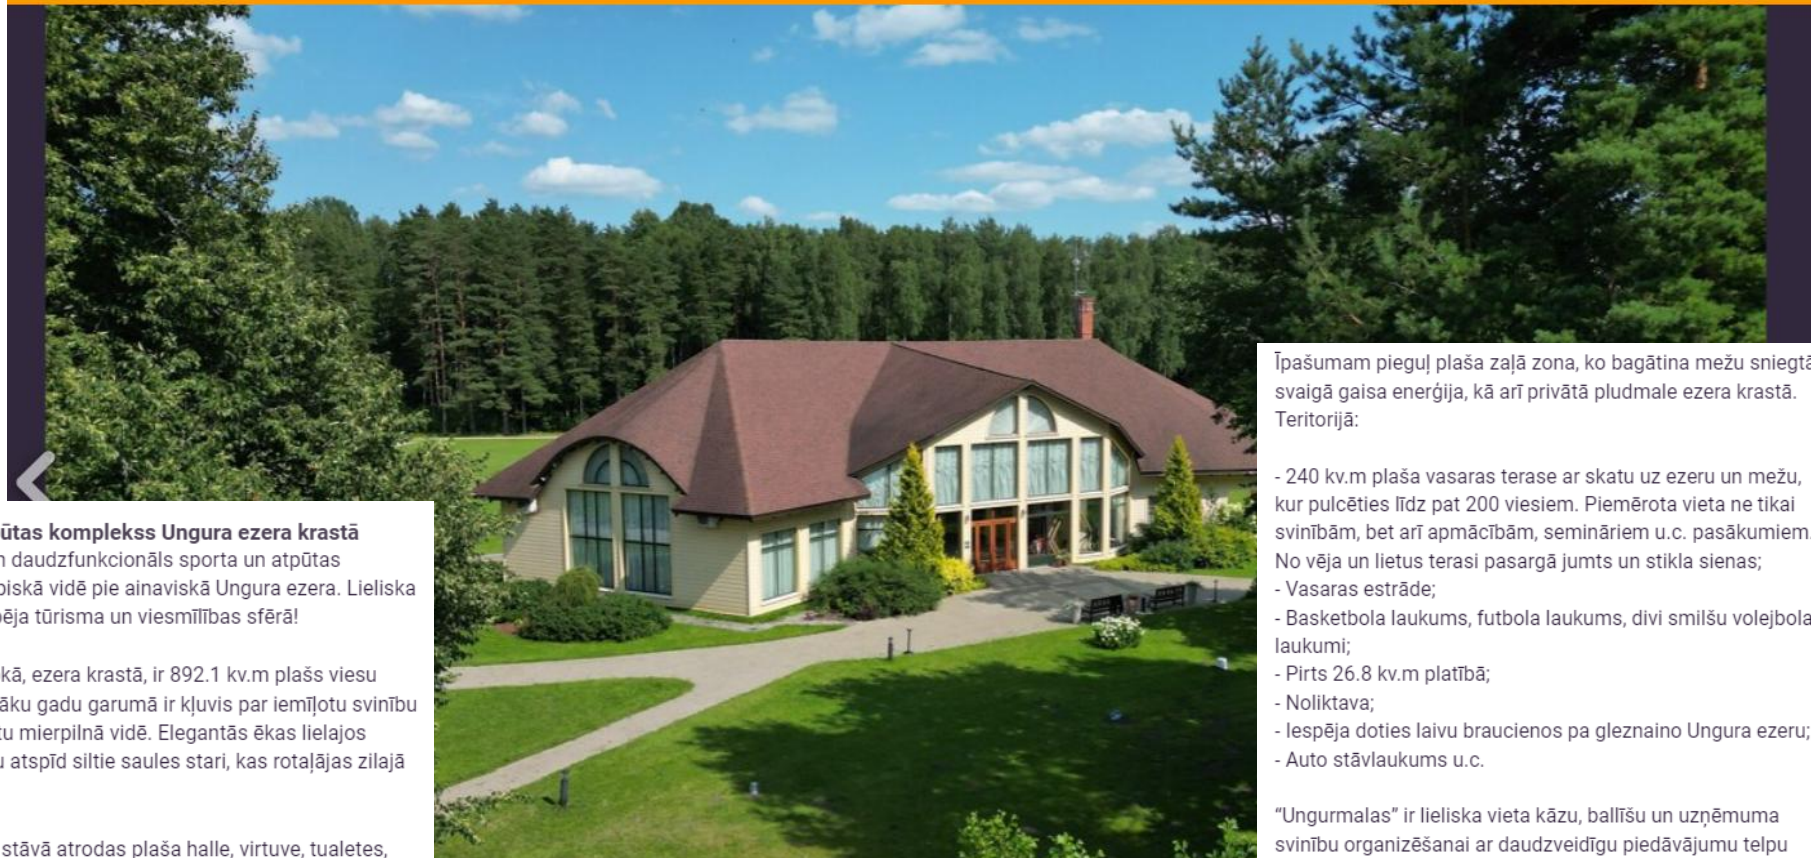 ūtas komplekss Ungura ezera krastā
daudzfunkcionāls sporta un atpūtas
piskā vidē pie ainaviskā Ungura ezera. Lieliska
pēja tūrisma un viesmīlības sfērā!
kā, ezera krastā, ir 892.1 kv.m plašs viesu
āku gadu garumā ir kļuvis par iemīļotu svinību
tu mierpilnā vidē. Elegantās ēkas lielajos
u atspīd siltie saules stari, kas rotaļājas zilajā
stāvā atrodas plaša halle, virtuve, tualetes,
Īpašumam pieguļ plaša zaļā zona, ko bagātina mežu sniegtā
svaigā gaisa enerģija, kā arī privātā pludmale ezera krastā.
Teritorijā:
- 240 kv.m plaša vasaras terase ar skatu uz ezeru un mežu,
kur pulcēties līdz pat 200 viesiem. Piemērota vieta ne tikai
svinībām, bet arī apmācībām, semināriem u.c. pasākumiem.
No vēja un lietus terasi pasargā jumts un stikla sienas;
- Vasaras estrāde;
- Basketbola laukums, futbola laukums, divi smilšu volejbola
laukumi;
- Pirts 26.8 kv.m platībā;
- Noliktava;
- Iespēja doties laivu braucienos pa gleznaino Ungura ezeru;
- Auto stāvlaukums u.c.
“Ungurmalas” ir lieliska vieta kāzu, ballīšu un uzņēmuma
svinību organizēšanai ar daudzveidīgu piedāvājumu telpu